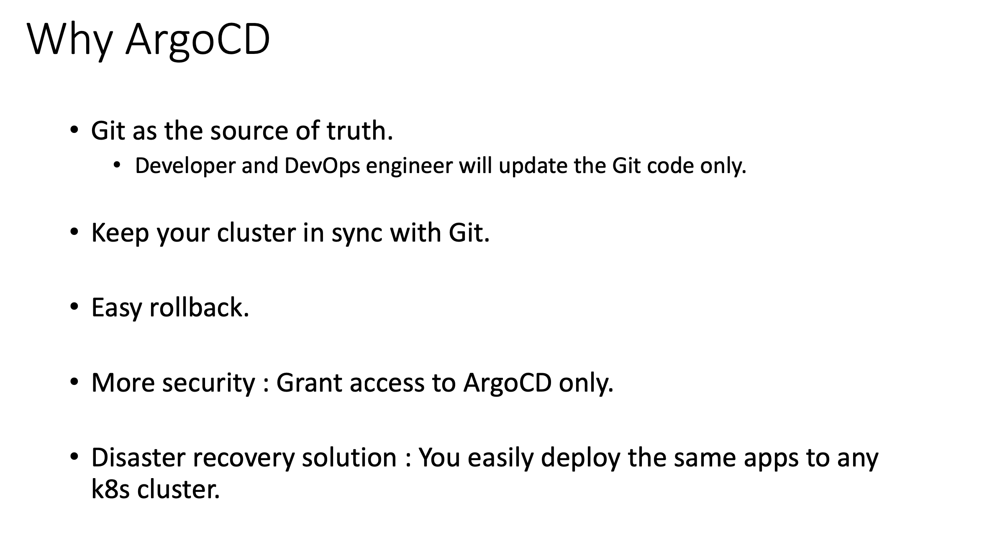 Why ArgoCD
• Git as the source of truth.
• Developer and DevOps engineer will update the Git code only.
• Keep your cluster in sync with Git.
• Easy rollback.
• More security : Grant access to ArgoCD only.
• Disaster recovery solution : You easily deploy the same apps to any
k8s cluster.